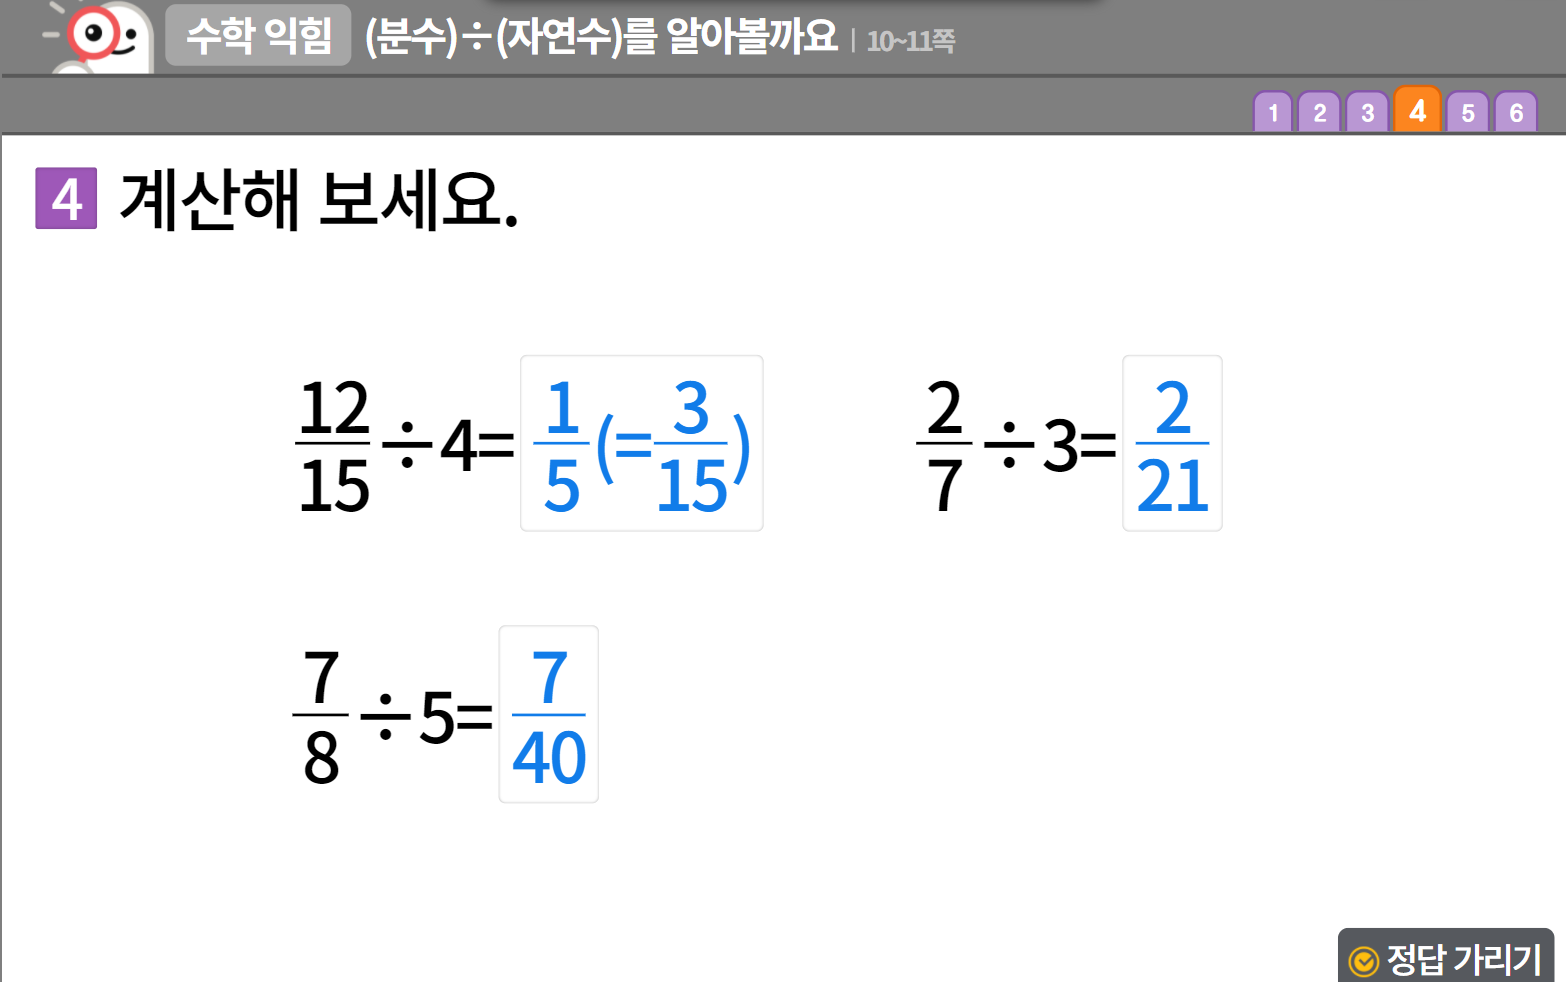 수학 익힘 (분수)÷(자연수)를 알아볼까요 | 10~11쪽
1 2 3 4 5 6
4 계산해 보세요.
12/15÷4=1/5(=3/15) 2/7÷3=2/21
7/8÷5=7/40
정답 가리기